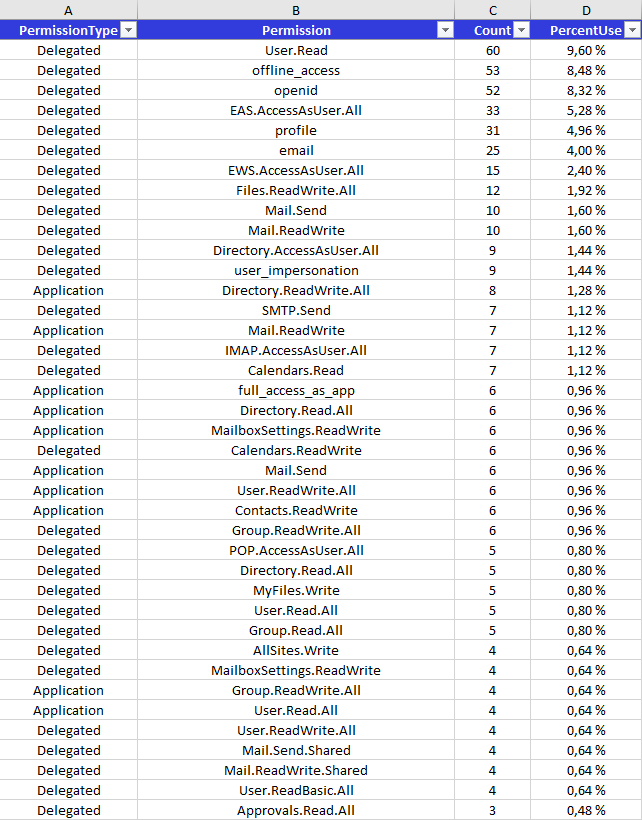 A B C D
PermissionType Permission Count PercentUse
Delegated User.Read 60 9,60 %
Delegated offline_access 53 8,48 %
Delegated openid 52 8,32 %
Delegated EAS.AccessAsUser.All 33 5,28 %
Delegated profile 31 4,96 %
Delegated email 25 4,00 %
Delegated EWS.AccessAsUser.All 15 2,40 %
Delegated Files.ReadWrite.All 12 1,92 %
Delegated Mail.Send 10 1,60 %
Delegated Mail.ReadWrite 10 1,60 %
Delegated Directory.AccessAsUser.All 9 1,44 %
Delegated user_impersonation 9 1,44 %
Application Directory.ReadWrite.All 8 1,28 %
Delegated SMTP.Send 7 1,12 %
Application Mail.ReadWrite 7 1,12 %
Delegated IMAP.AccessAsUser.All 7 1,12 %
Delegated Calendars.Read 7 1,12 %
Application full_access_as_app 6 0,96 %
Application Directory.Read.All 6 0,96 %
Application MailboxSettings.ReadWrite 6 0,96 %
Delegated Calendars.ReadWrite 6 0,96 %
Application Mail.Send 6 0,96 %
Application User.ReadWrite.All 6 0,96 %
Application Contacts.ReadWrite 6 0,96 %
Delegated Group.ReadWrite.All 6 0,96 %
Delegated POP.AccessAsUser.All 5 0,80 %
Delegated Directory.Read.All 5 0,80 %
Delegated MyFiles.Write 5 0,80 %
Delegated User.Read.All 5 0,80 %
Delegated Group.Read.All 5 0,80 %
Delegated AllSites.Write 4 0,64 %
Delegated MailboxSettings.ReadWrite 4 0,64 %
Application Group.ReadWrite.All 4 0,64 %
Application User.Read.All 4 0,64 %
Delegated User.ReadWrite.All 4 0,64 %
Delegated Mail.Send.Shared 4 0,64 %
Delegated Mail.ReadWrite.Shared 4 0,64 %
Delegated User.ReadBasic.All 4 0,64 %
Delegated Approvals.Read.All 3 0,48 %